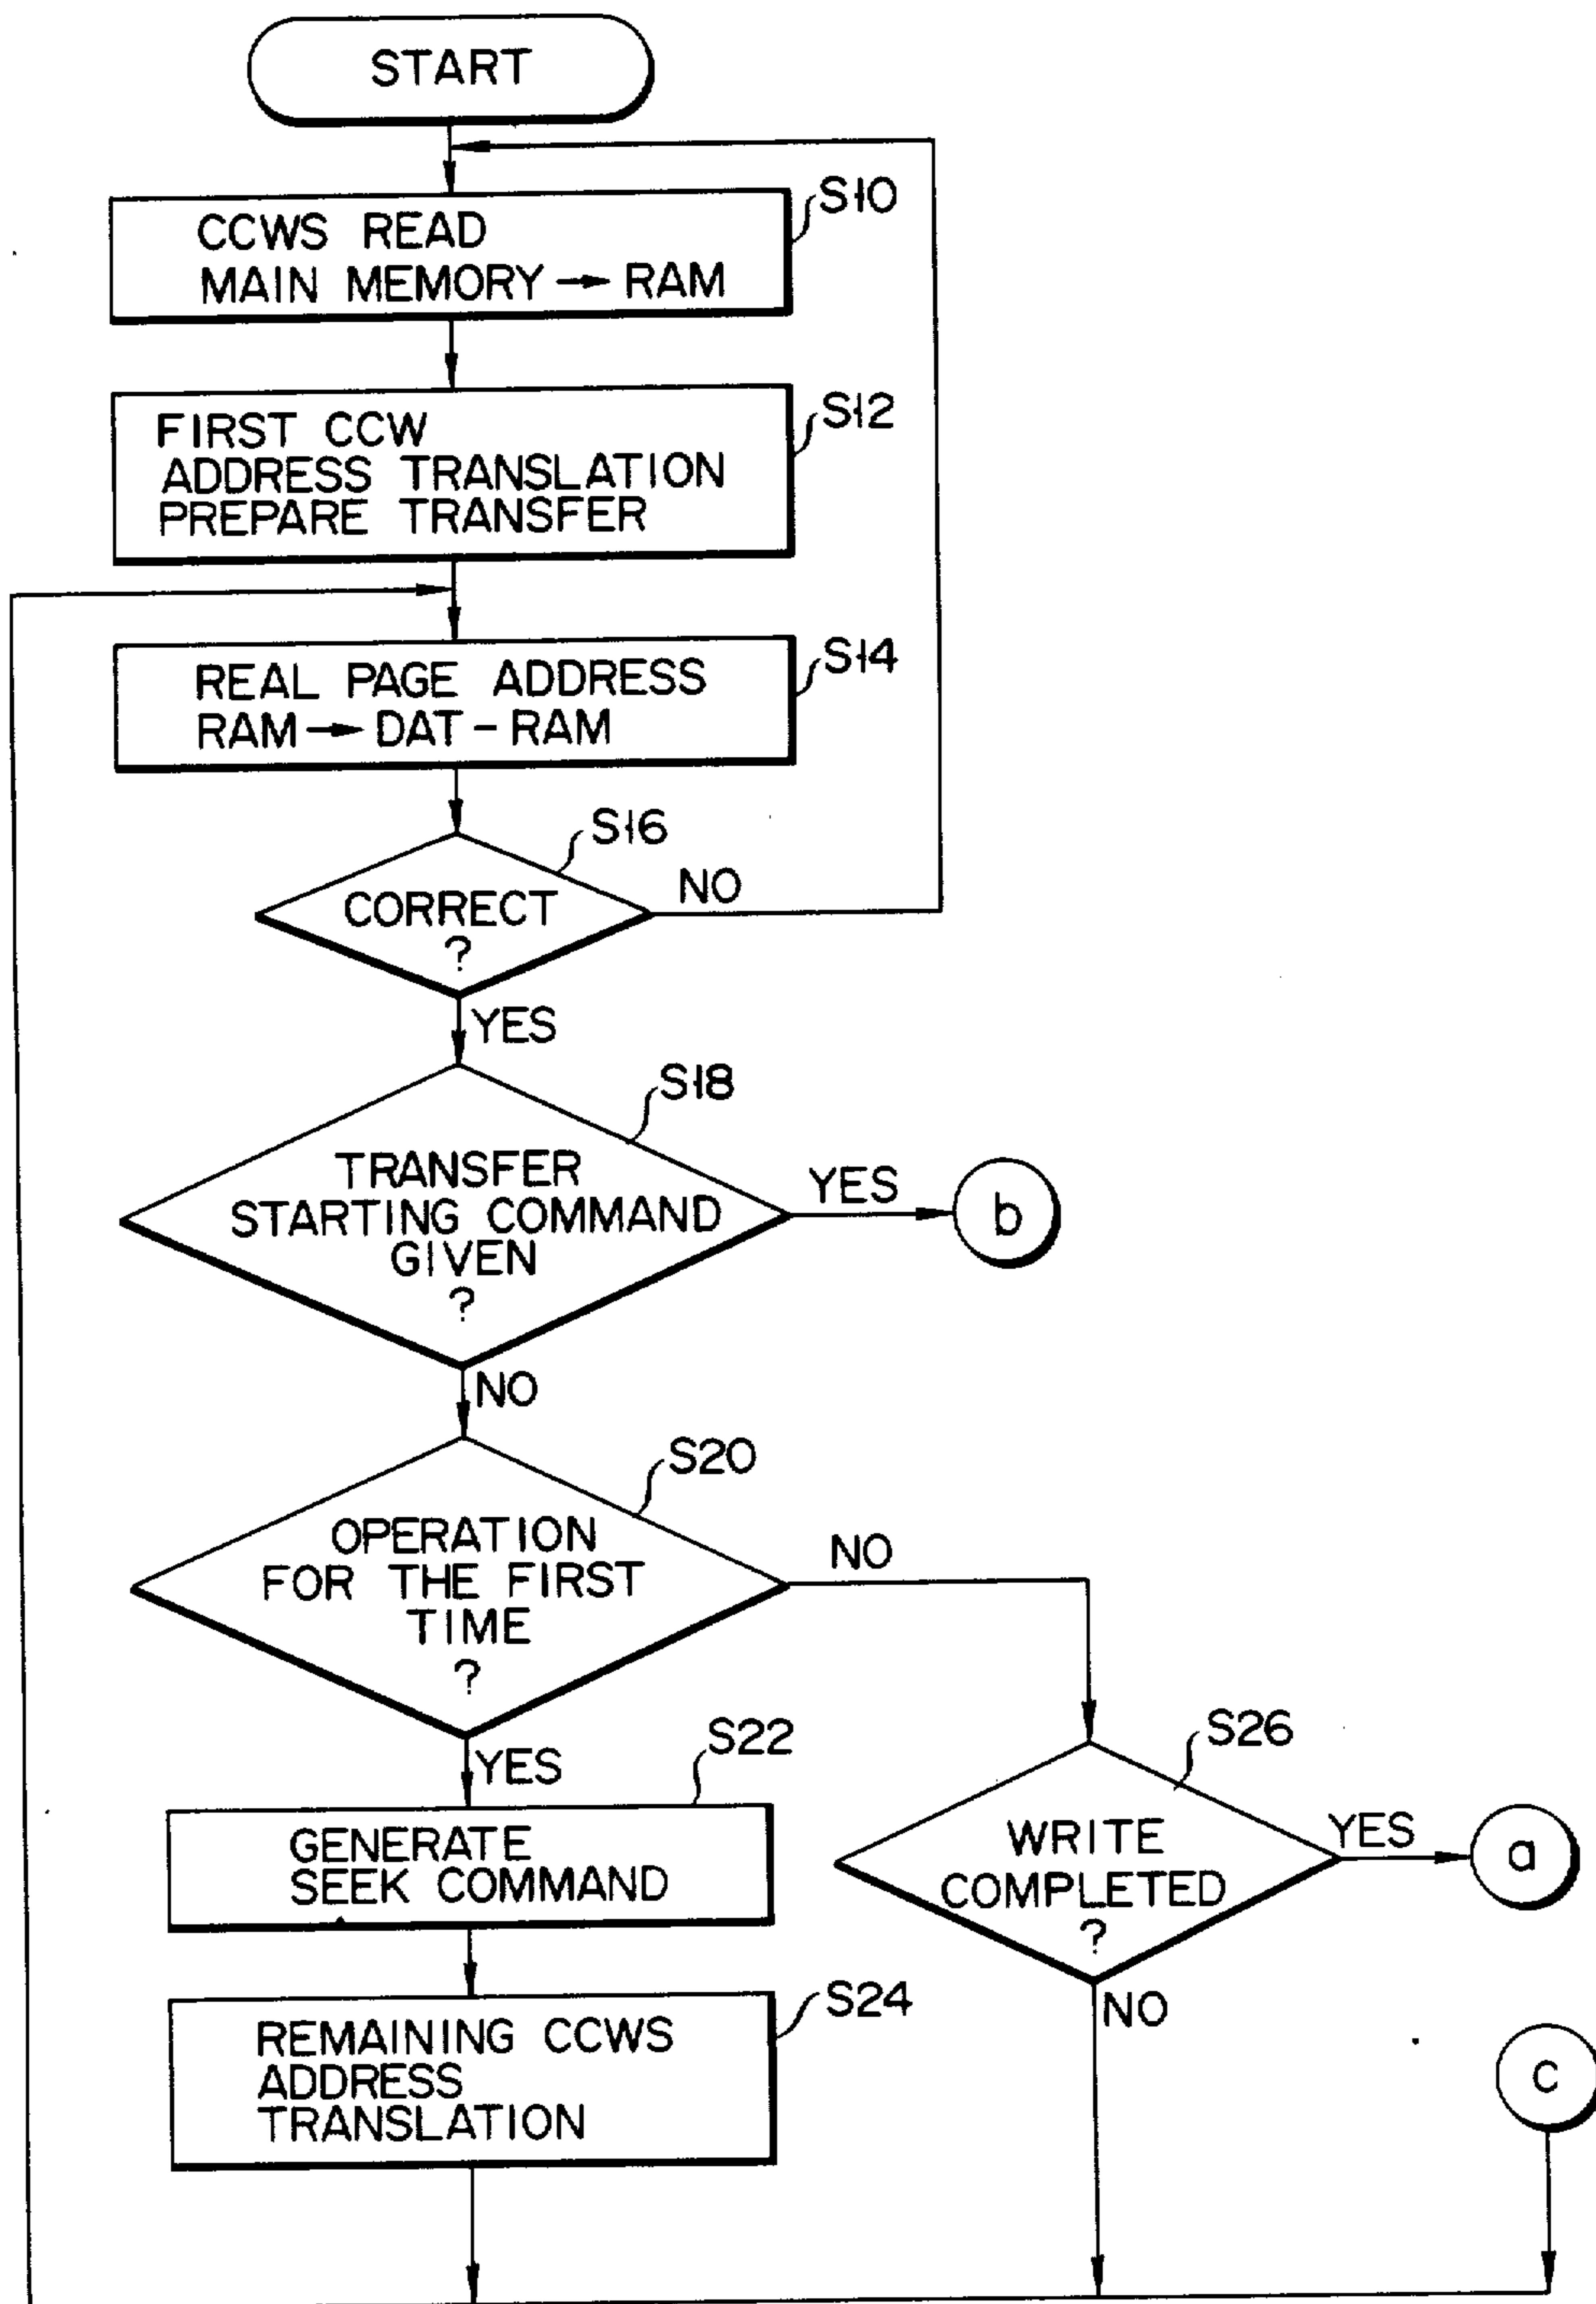 START
S10
CCWS READ
MAIN MEMORY → RAM
S12
FIRST CCW
ADDRESS TRANSLATION
PREPARE TRANSFER
S14
REAL PAGE ADDRESS
RAM → DAT - RAM
S16
CORRECT
?
NO
YES
S18
TRANSFER
STARTING COMMAND
GIVEN
?
YES
b
NO
S20
OPERATION
FOR THE FIRST
TIME
?
NO
YES
S22
GENERATE
SEEK COMMAND
S26
WRITE
COMPLETED
?
YES
a
NO
S24
REMAINING CCWS
ADDRESS
TRANSLATION
c